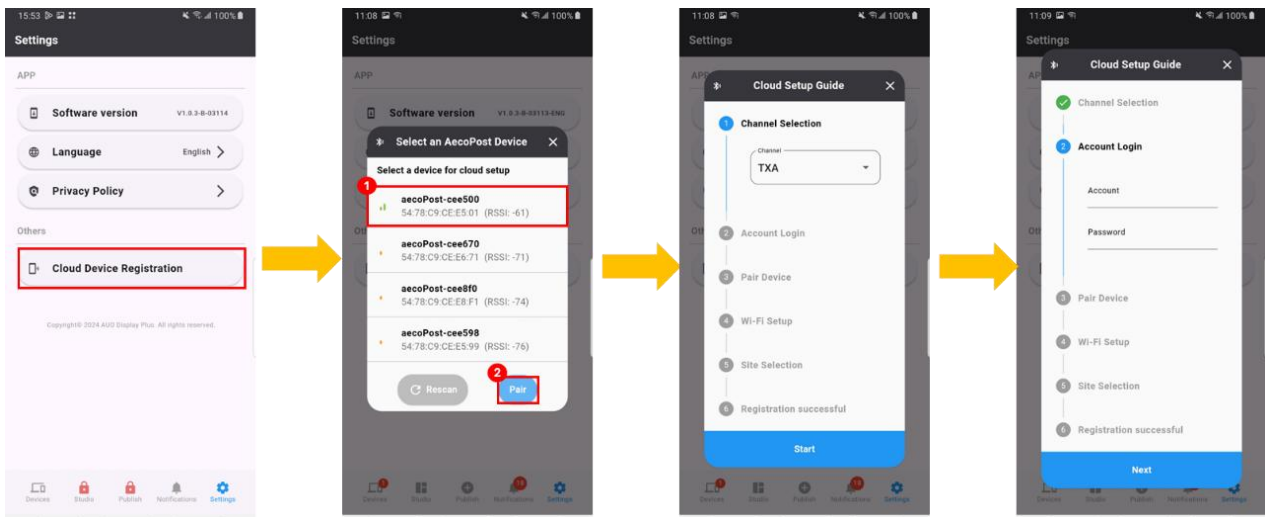 15:53
100%
Settings
APP
Software version V1.0.3-B-03114
Language English
Privacy Policy
Others
Cloud Device Registration
Copyright© 2024 AUO Display Plus. All rights reserved.
Devices Studio Publish Notifications Settings
11:08
100%
Settings
APP
Software version V1.0.3-B-03113-ENG
Select an AecoPost Device
Select a device for cloud setup
1
aecoPost-cee500
54:78:C9:CE:E5:01 (RSSI: -61)
aecoPost-cee670
54:78:C9:CE:E6:71 (RSSI: -71)
aecoPost-cee8f0
54:78:C9:CE:E8:F1 (RSSI: -74)
aecoPost-cee598
54:78:C9:CE:E5:99 (RSSI: -76)
2
Rescan Pair
Devices Studio Publish Notifications Settings
11:08
100%
Settings
APP
Cloud Setup Guide
1 Channel Selection
Channel
TXA
2 Account Login
3 Pair Device
4 Wi-Fi Setup
5 Site Selection
6 Registration successful
Start
Devices Studio Publish Notifications Settings
11:09
100%
Settings
Cloud Setup Guide
Channel Selection
2 Account Login
Account
Password
3 Pair Device
4 Wi-Fi Setup
5 Site Selection
6 Registration successful
Next
Devices Studio Publish Notifications Settings